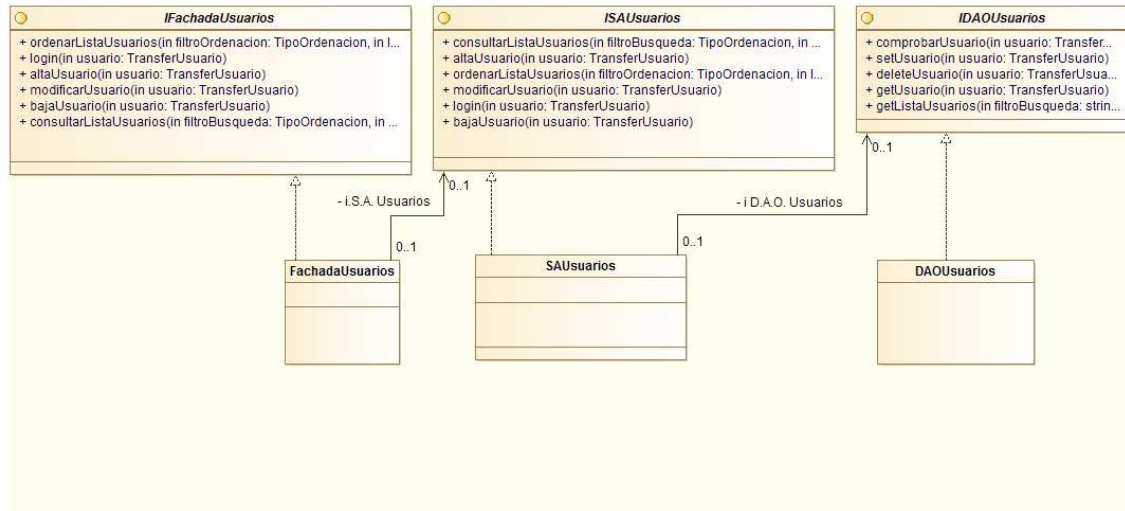 IFachadaUsuarios
+ ordenarListaUsuarios(in filtroOrdenacion: TipoOrdenacion, in l...
+ login(in usuario: TransferUsuario)
+ altaUsuario(in usuario: TransferUsuario)
+ modificarUsuario(in usuario: TransferUsuario)
+ bajaUsuario(in usuario: TransferUsuario)
+ consultarListaUsuarios(in filtroBusqueda: TipoOrdenacion, in ...
ISAUsuarios
+ consultarListaUsuarios(in filtroBusqueda: TipoOrdenacion, in ...
+ altaUsuario(in usuario: TransferUsuario)
+ ordenarListaUsuarios(in filtroOrdenacion: TipoOrdenacion, in l...
+ modificarUsuario(in usuario: TransferUsuario)
+ login(in usuario: TransferUsuario)
+ bajaUsuario(in usuario: TransferUsuario)
IDAOUsuarios
+ comprobarUsuario(in usuario: Transfer...
+ setUsuario(in usuario: TransferUsuario)
+ deleteUsuario(in usuario: TransferUsua...
+ getUsuario(in usuario: TransferUsuario)
+ getListaUsuarios(in filtroBusqueda: strin...
0..1
0..1
- i.S.A. Usuarios
- i D.A.O. Usuarios
0..1
0..1
FachadaUsuarios
SAUsuarios
DAOUsuarios